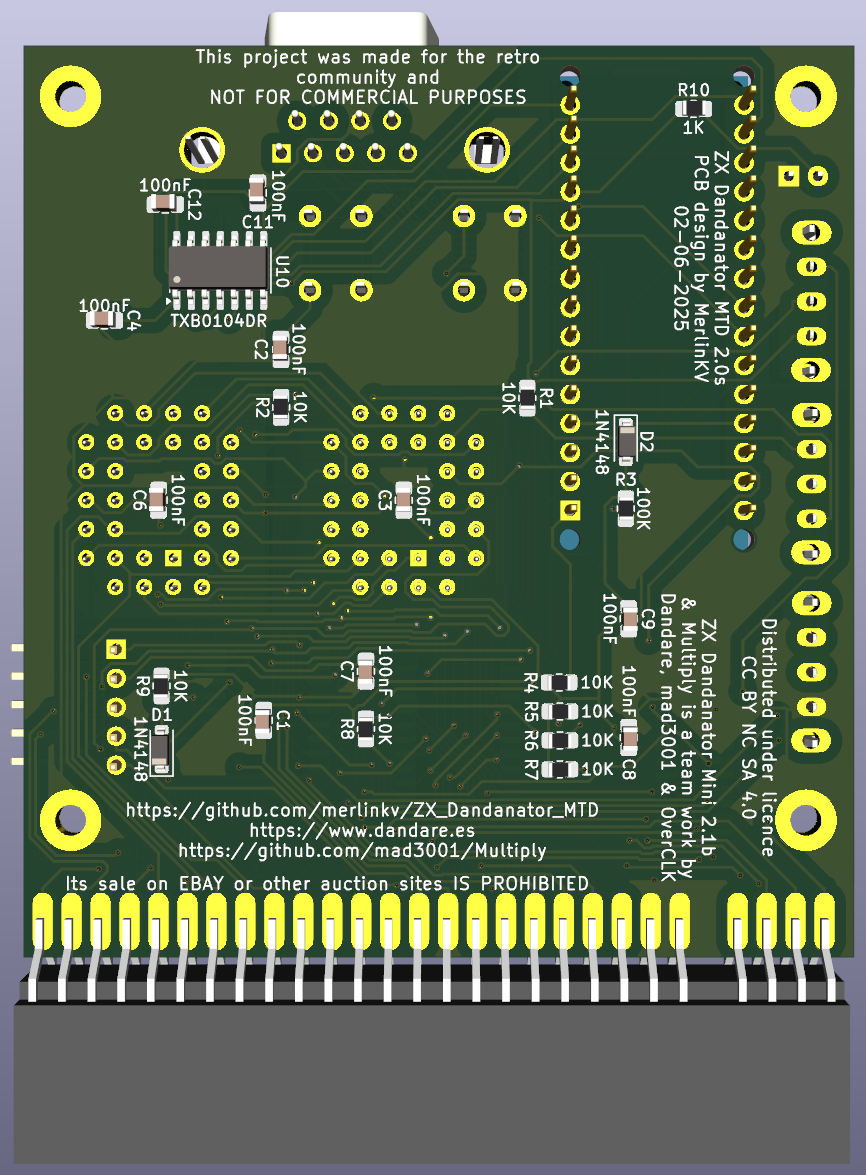 This project was made for the retro
community and
NOT FOR COMMERCIAL PURPOSES
R10
1K
ZX Dandanator MTD 2.0s
PCB design by MerlinKV
02-06-2025
100nF
C12
100nF
C11
U10
TXB0104DR
100nF
C4
C2
100nF
R2
10K
R1
10K
1N4148
D2
R3
100K
C6
100nF
C3
100nF
100nF
C9
R9
10K
D1
1N4148
100nF
C1
C7
100nF
R8
10K
R4
10K
R5
10K
R6
10K
R7
10K
100nF
C8
ZX Dandanator Mini 2.1b
& Multiply is a team work by
Dandare, mad3001 & OverClK
Distributed under licence
CC BY NC SA 4.0
https://github.com/merlinkv/ZX_Dandanator_MTD
https://www.dandare.es
https://github.com/mad3001/Multiply
Its sale on EBAY or other auction sites IS PROHIBITED